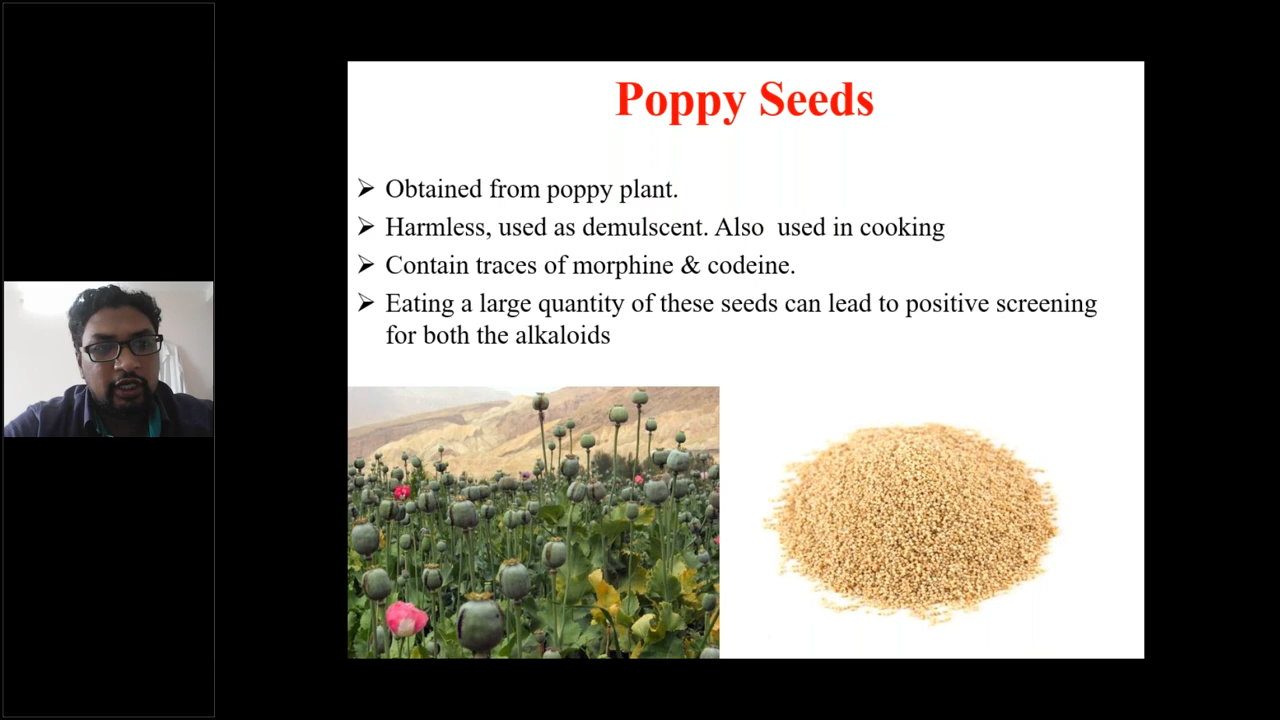 Poppy Seeds
➢ Obtained from poppy plant.
➢ Harmless, used as demulscent. Also  used in cooking
➢ Contain traces of morphine & codeine.
➢ Eating a large quantity of these seeds can lead to positive screening
for both the alkaloids